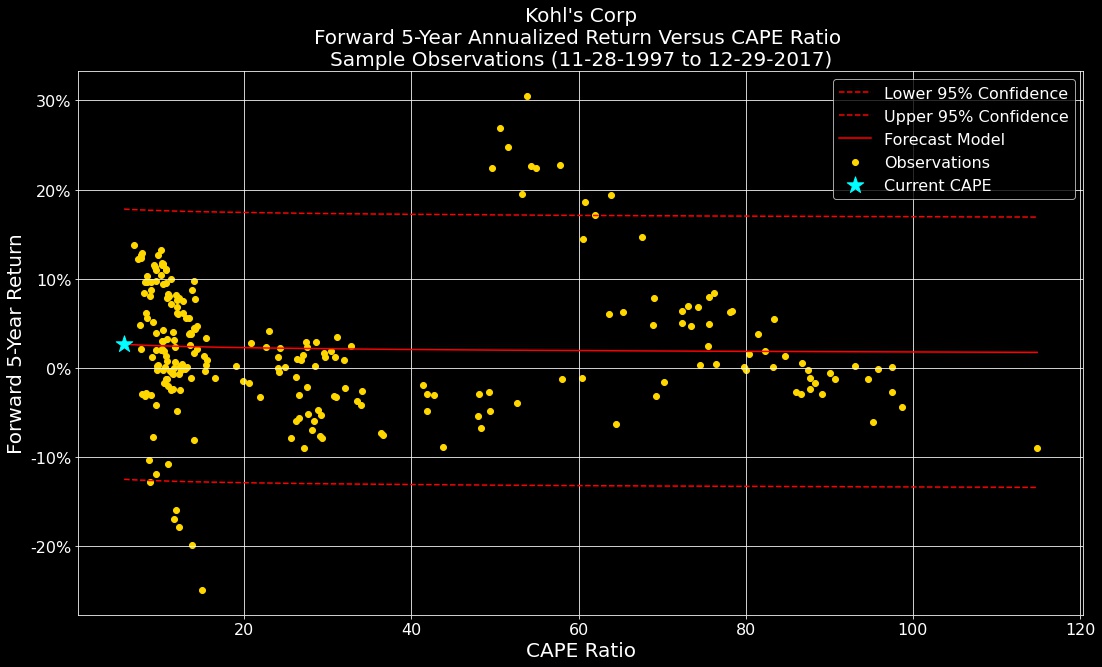 Kohl's Corp
Forward 5-Year Annualized Return Versus CAPE Ratio
Sample Observations (11-28-1997 to 12-29-2017)
Lower 95% Confidence
Upper 95% Confidence
Forecast Model
Observations
Current CAPE
Forward 5-Year Return
30%
20%
10%
0%
-10%
-20%
20
40
60
80
100
120
CAPE Ratio